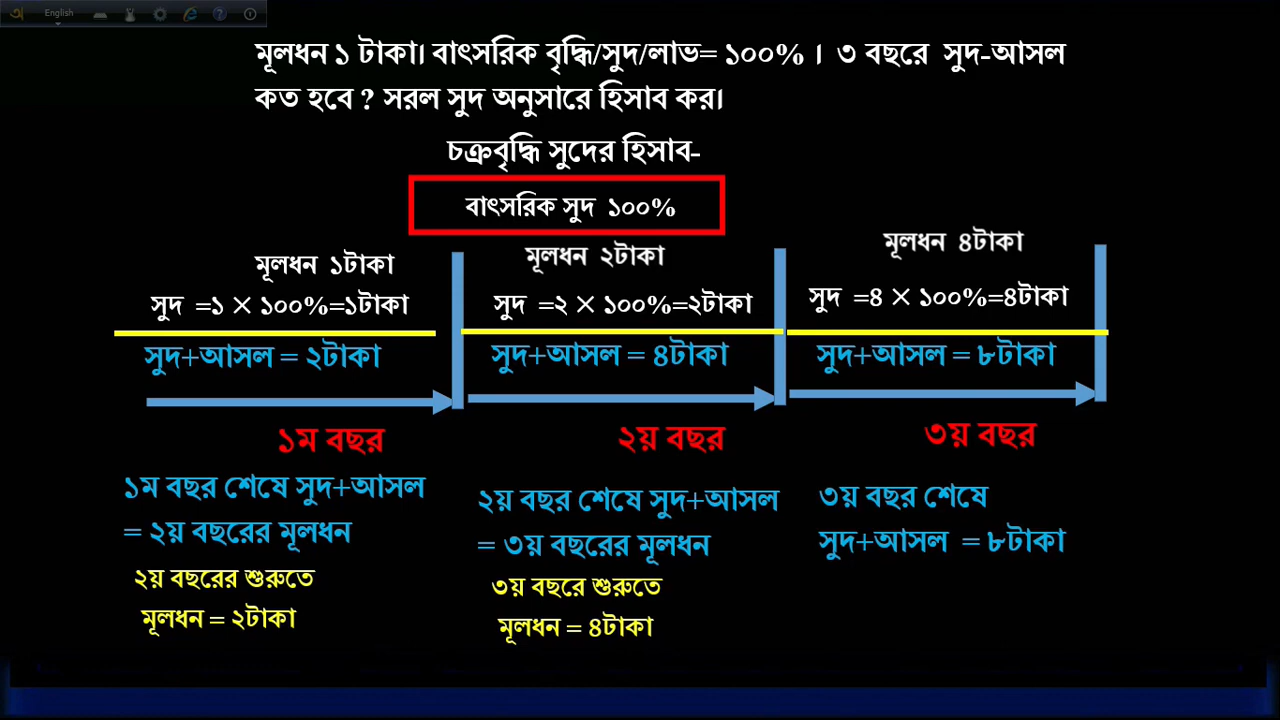 অ English
মূলধন ১ টাকা। বাৎসরিক বৃদ্ধি/সুদ/লাভ= ১০০% । ৩ বছরে সুদ-আসল
কত হবে ? সরল সুদ অনুসারে হিসাব কর।
চক্রবৃদ্ধি সুদের হিসাব-
বাৎসরিক সুদ ১০০%
মূলধন ১টাকা
সুদ =১ × ১০০%=১টাকা
সুদ+আসল = ২টাকা
১ম বছর
১ম বছর শেষে সুদ+আসল
= ২য় বছরের মূলধন
২য় বছরের শুরুতে
মূলধন = ২টাকা
মূলধন ২টাকা
সুদ =২ × ১০০%=২টাকা
সুদ+আসল = ৪টাকা
২য় বছর
২য় বছর শেষে সুদ+আসল
= ৩য় বছরের মূলধন
৩য় বছরে শুরুতে
মূলধন = ৪টাকা
মূলধন ৪টাকা
সুদ =৪ × ১০০%=৪টাকা
সুদ+আসল = ৮টাকা
৩য় বছর
৩য় বছর শেষে
সুদ+আসল = ৮টাকা